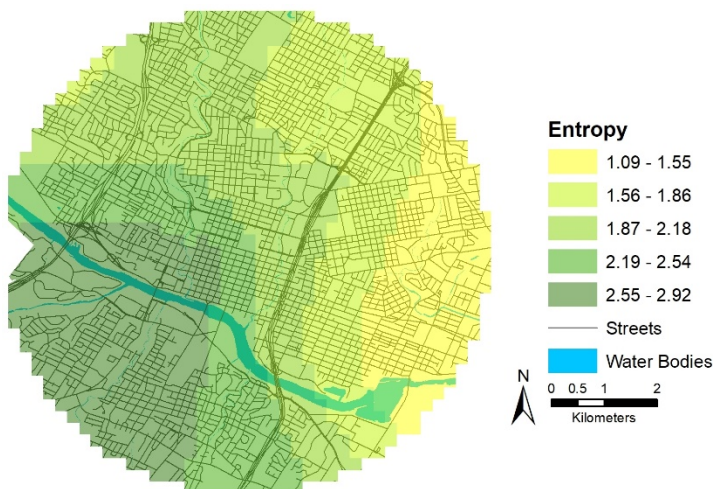 Entropy
1.09 - 1.55
1.56 - 1.86
1.87 - 2.18
2.19 - 2.54
2.55 - 2.92
Streets
Water Bodies
N
0 0.5 1 2
Kilometers